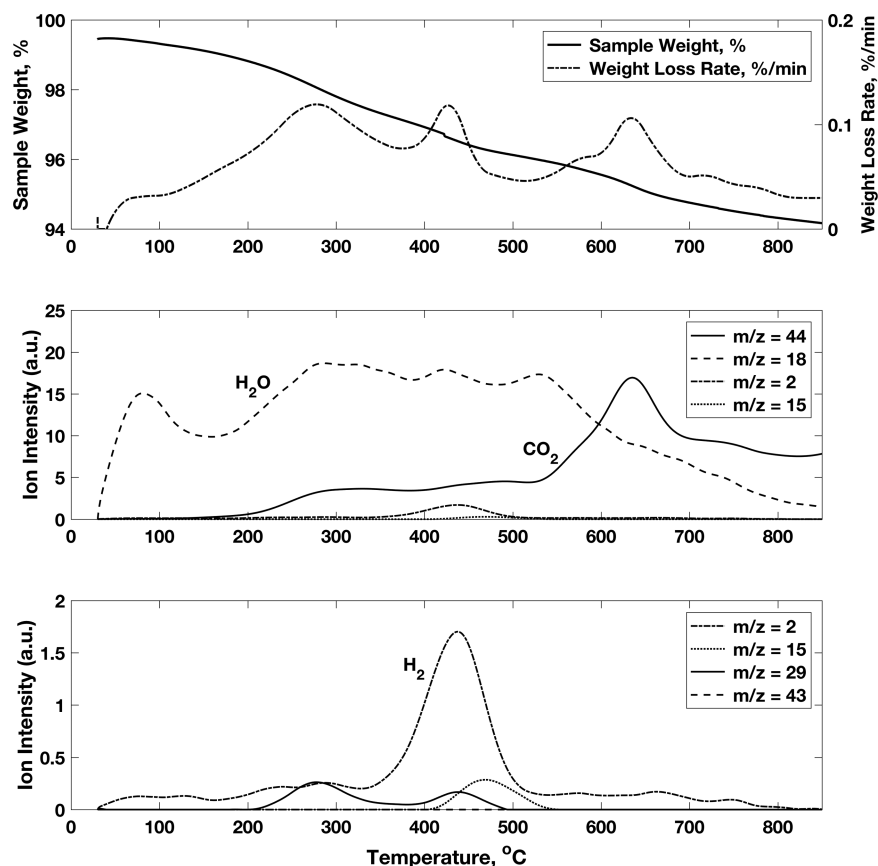 100
98
96
94
0.2
0.1
0
0 100 200 300 400 500 600 700 800
Sample Weight, %
Weight Loss Rate, %/min
Sample Weight, %
Weight Loss Rate, %/min
25
20
15
10
5
0
0 100 200 300 400 500 600 700 800
Ion Intensity (a.u.)
H2O
CO2
m/z = 44
m/z = 18
m/z = 2
m/z = 15
2
1.5
1
0.5
0
0 100 200 300 400 500 600 700 800
Ion Intensity (a.u.)
H2
m/z = 2
m/z = 15
m/z = 29
m/z = 43
Temperature, °C